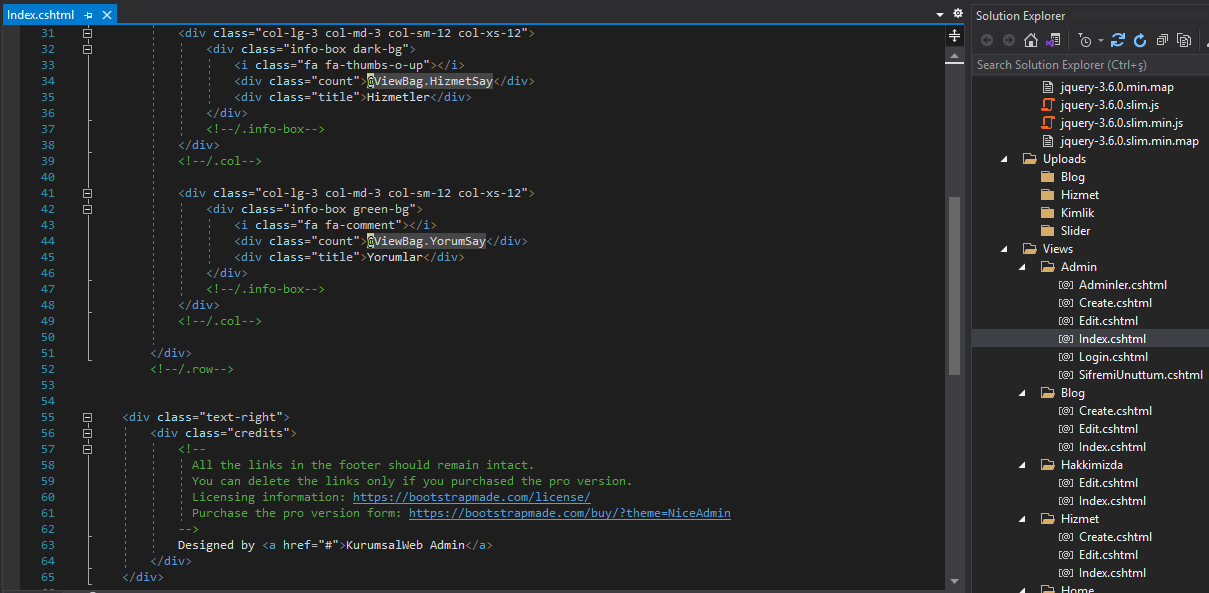 Index.cshtml
31 <div class="col-lg-3 col-md-3 col-sm-12 col-xs-12">
32 <div class="info-box dark-bg">
33 <i class="fa fa-thumbs-o-up"></i>
34 <div class="count">@ViewBag.HizmetSay</div>
35 <div class="title">Hizmetler</div>
36 </div>
37 <!--/.info-box-->
38 </div>
39 <!--/.col-->
40
41 <div class="col-lg-3 col-md-3 col-sm-12 col-xs-12">
42 <div class="info-box green-bg">
43 <i class="fa fa-comment"></i>
44 <div class="count">@ViewBag.YorumSay</div>
45 <div class="title">Yorumlar</div>
46 </div>
47 <!--/.info-box-->
48 </div>
49 <!--/.col-->
50
51 </div>
52 <!--/.row-->
53
54
55 <div class="text-right">
56 <div class="credits">
57 <!--
58 All the links in the footer should remain intact.
59 You can delete the links only if you purchased the pro version.
60 Licensing information: https://bootstrapmade.com/license/
61 Purchase the pro version form: https://bootstrapmade.com/buy/?theme=NiceAdmin
62 -->
63 Designed by <a href="#">KurumsalWeb Admin</a>
64 </div>
65 </div>
Solution Explorer
Search Solution Explorer (Ctrl+ş)
jquery-3.6.0.min.map
jquery-3.6.0.slim.js
jquery-3.6.0.slim.min.js
jquery-3.6.0.slim.min.map
Uploads
Blog
Hizmet
Kimlik
Slider
Views
Admin
Adminler.cshtml
Create.cshtml
Edit.cshtml
Index.cshtml
Login.cshtml
SifremiUnuttum.cshtml
Blog
Create.cshtml
Edit.cshtml
Index.cshtml
Hakkimizda
Edit.cshtml
Index.cshtml
Hizmet
Create.cshtml
Edit.cshtml
Index.cshtml
Home